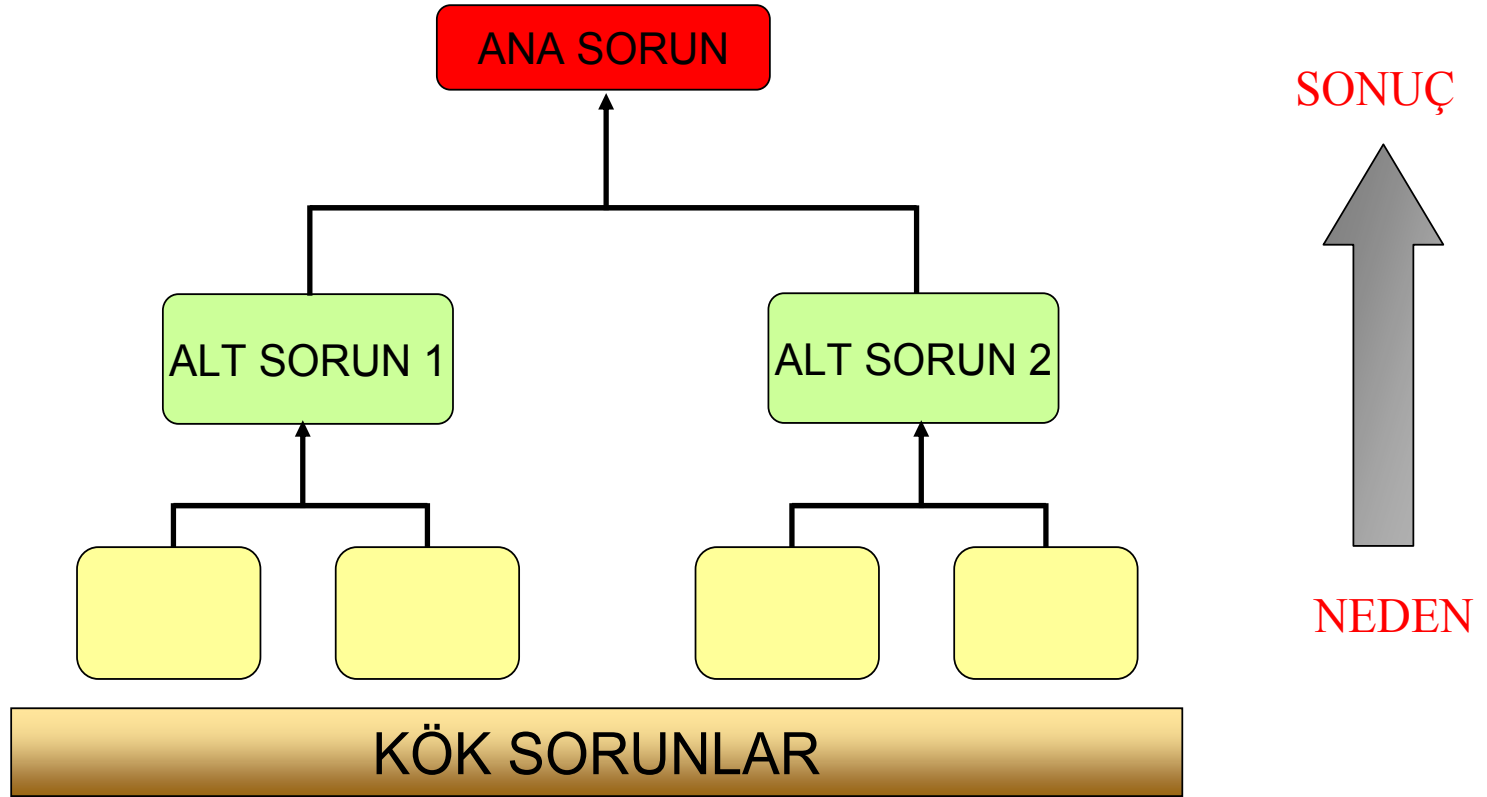 ANA SORUN
SONUÇ
ALT SORUN 1
ALT SORUN 2
NEDEN
KÖK SORUNLAR